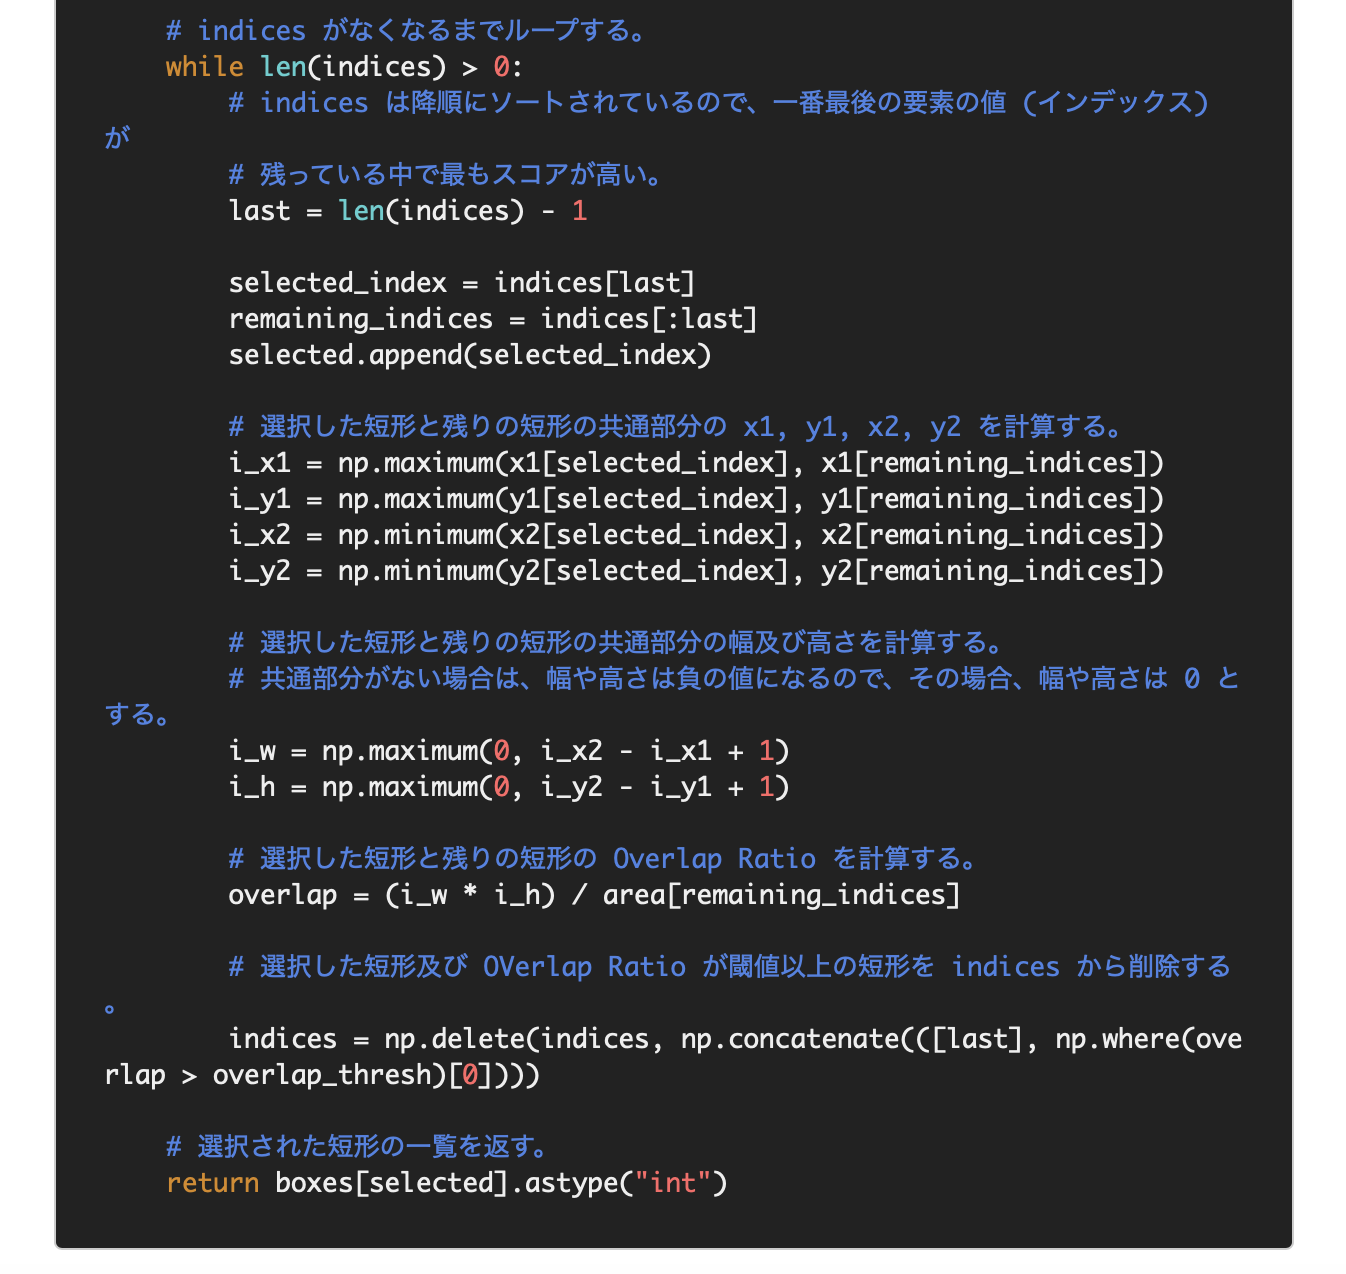 # indices がなくなるまでループする。
while len(indices) > 0:
# indices は降順にソートされているので、一番最後の要素の値 (インデックス)
が
# 残っている中で最もスコアが高い。
last = len(indices) - 1
selected_index = indices[last]
remaining_indices = indices[:last]
selected.append(selected_index)
# 選択した短形と残りの短形の共通部分の x1, y1, x2, y2 を計算する。
i_x1 = np.maximum(x1[selected_index], x1[remaining_indices])
i_y1 = np.maximum(y1[selected_index], y1[remaining_indices])
i_x2 = np.minimum(x2[selected_index], x2[remaining_indices])
i_y2 = np.minimum(y2[selected_index], y2[remaining_indices])
# 選択した短形と残りの短形の共通部分の幅及び高さを計算する。
# 共通部分がない場合は、幅や高さは負の値になるので、その場合、幅や高さは 0 と
する。
i_w = np.maximum(0, i_x2 - i_x1 + 1)
i_h = np.maximum(0, i_y2 - i_y1 + 1)
# 選択した短形と残りの短形の Overlap Ratio を計算する。
overlap = (i_w * i_h) / area[remaining_indices]
# 選択した短形及び OVerlap Ratio が閾値以上の短形を indices から削除する
。
indices = np.delete(indices, np.concatenate(([last], np.where(ove
rlap > overlap_thresh)[0])))
# 選択された短形の一覧を返す。
return boxes[selected].astype("int")